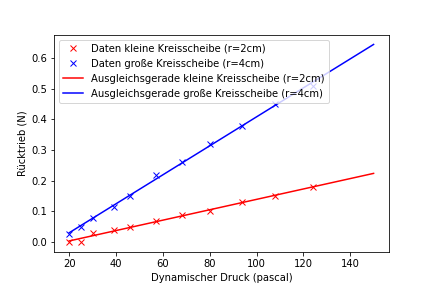 Daten kleine Kreisscheibe (r=2cm)
Daten große Kreisscheibe (r=4cm)
Ausgleichsgerade kleine Kreisscheibe (r=2cm)
Ausgleichsgerade große Kreisscheibe (r=4cm)
Rücktrieb (N)
0.6
0.5
0.4
0.3
0.2
0.1
0.0
20
40
60
80
100
120
140
Dynamischer Druck (pascal)